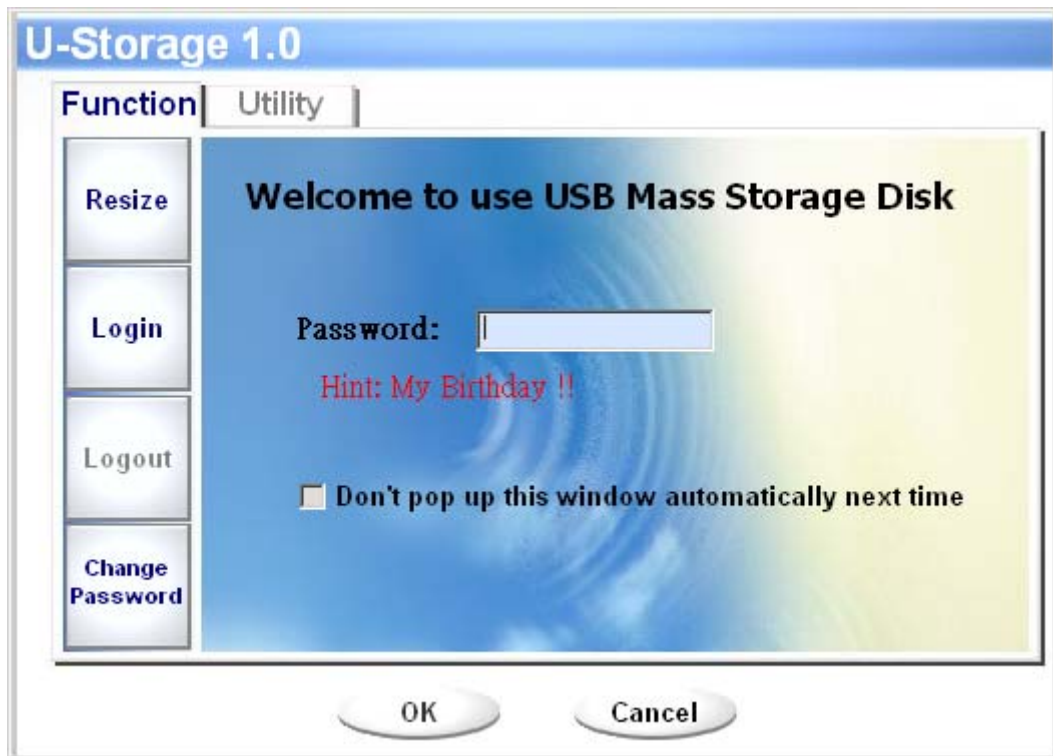 U-Storage 1.0
Function Utility
Resize
Login
Logout
Change
Password
Welcome to use USB Mass Storage Disk
Password:
Hint: My Birthday !!
Don't pop up this window automatically next time
OK Cancel